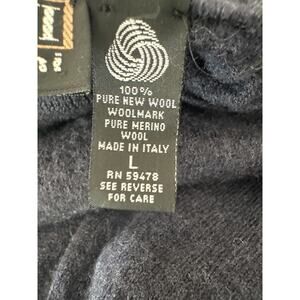 100%
PURE NEW WOOL
WOOLMARK
PURE MERINO
WOOL
MADE IN ITALY
L
RN 59478
SEE REVERSE
FOR CARE